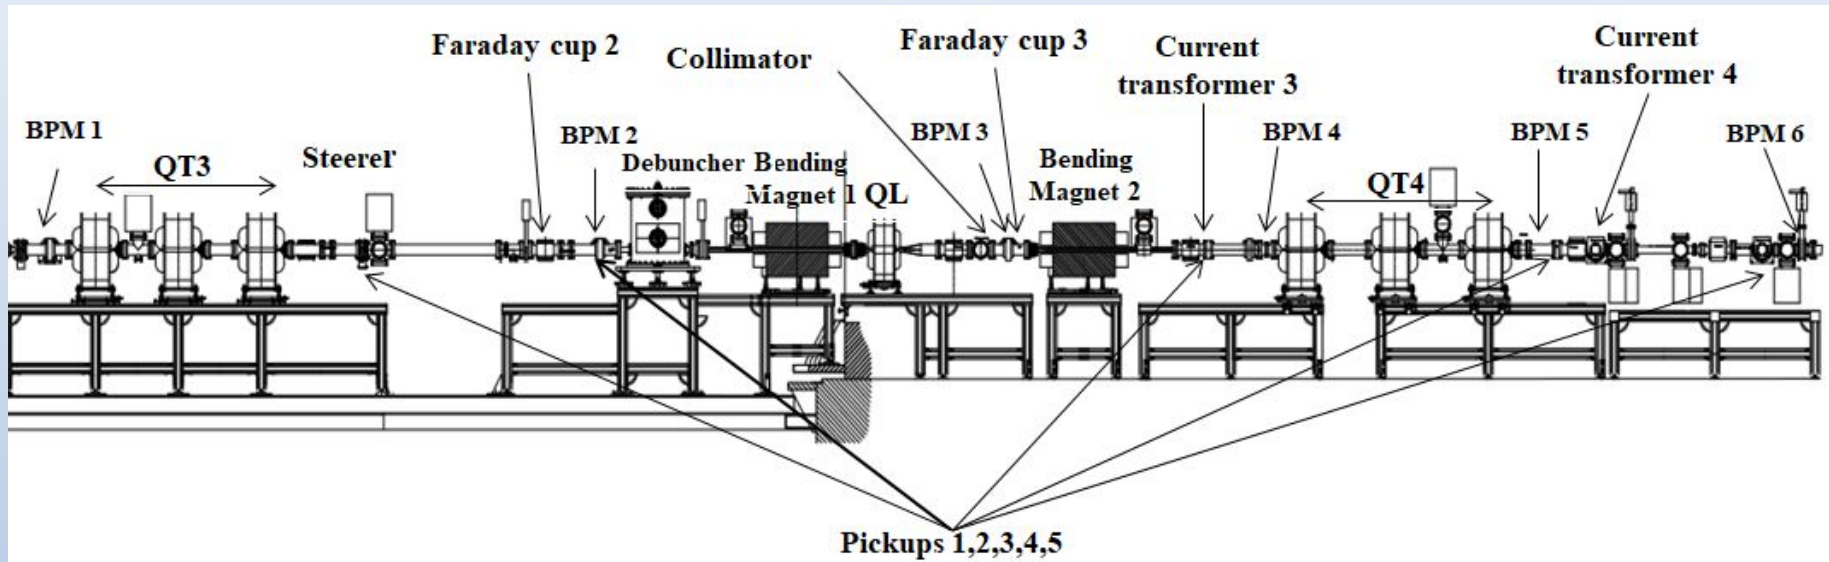 Faraday cup 2
Collimator
Faraday cup 3
Current
transformer 3
Current
transformer 4
BPM 1
QT3
Steerer
BPM 2
Debuncher
Bending
Magnet 1
QL
BPM 3
Bending
Magnet 2
BPM 4
QT4
BPM 5
BPM 6
Pickups 1,2,3,4,5